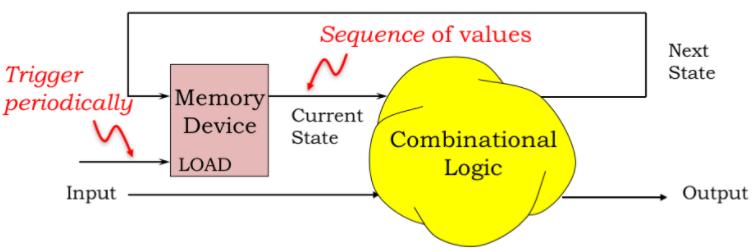 Sequence of values
Next
State
Trigger
periodically
Memory
Device
LOAD
Current
State
Combinational
Logic
Input
Output